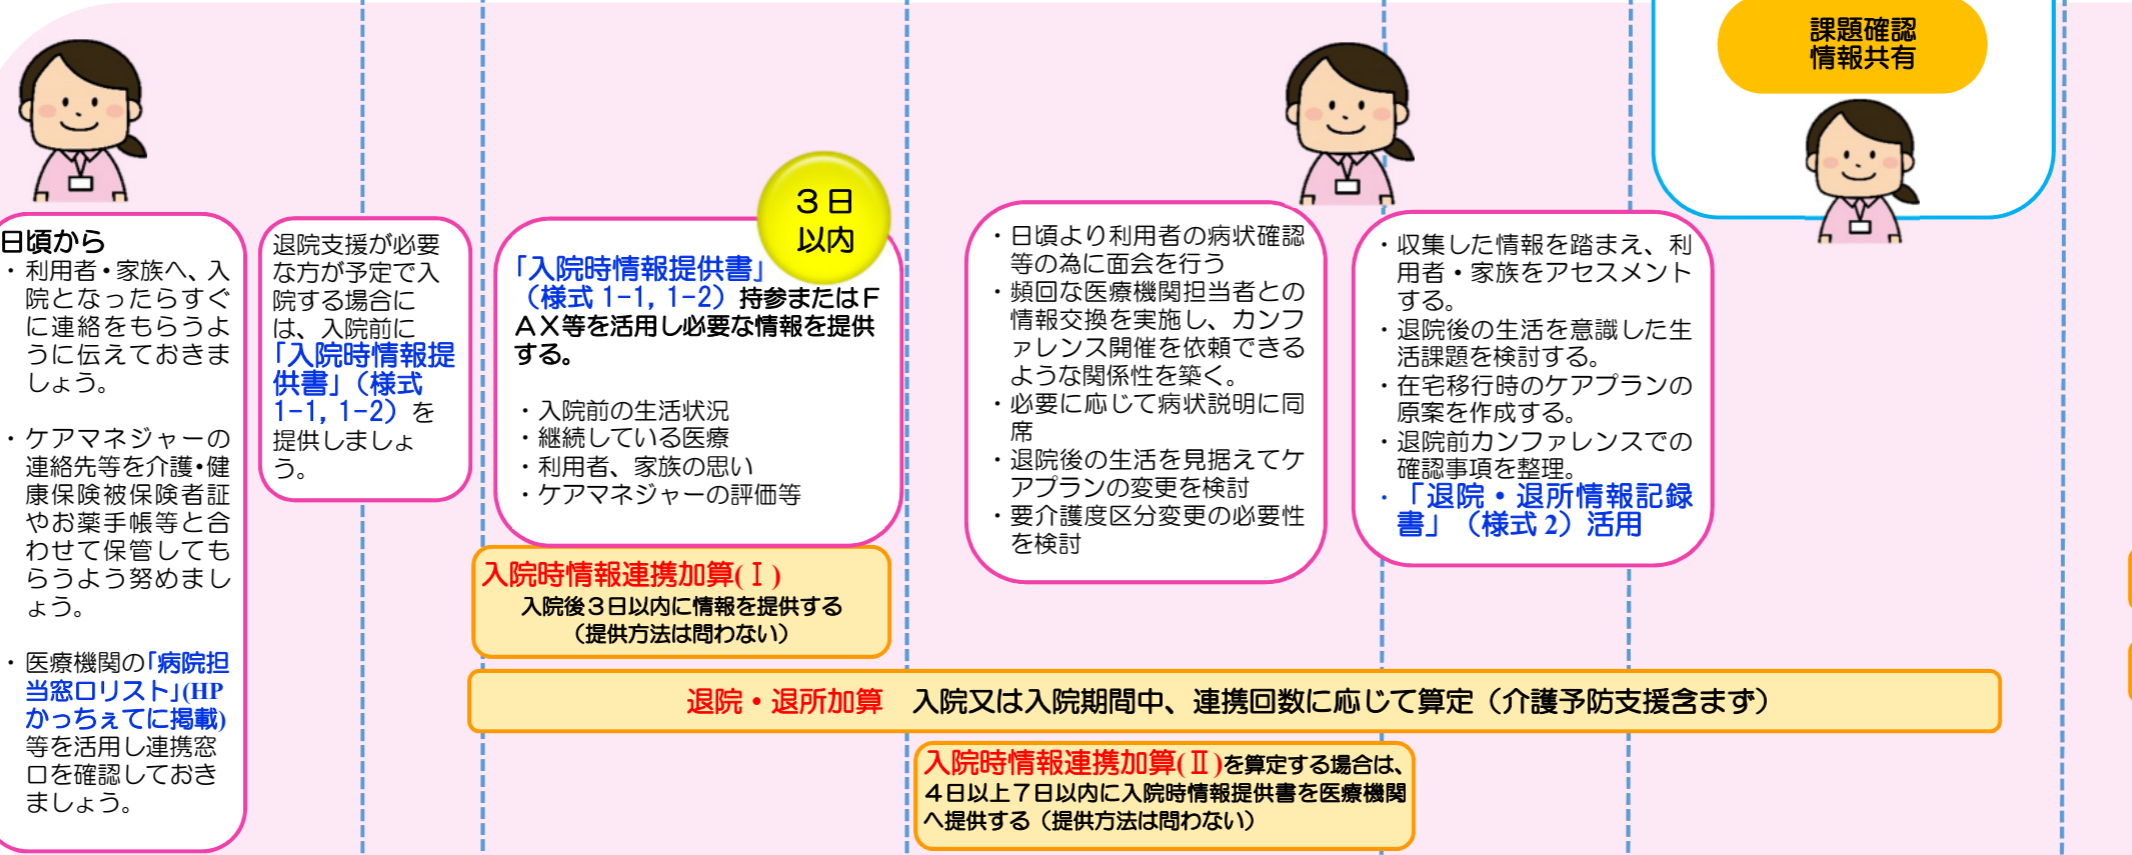 課題確認
情報共有
日頃から
・利用者・家族へ、入
院となったらすぐ
に連絡をもらうよ
うに伝えておきま
しょう。
・ケアマネジャーの
連絡先等を介護・健
康保険被保険者証
やお薬手帳等と合
わせて保管しても
らうよう努めまし
ょう。
・医療機関の「病院担
当窓口リスト」(HP
かっちぇてに掲載)
等を活用し連携窓
口を確認しておき
ましょう。
退院支援が必要
な方が予定で入
院する場合に
は、入院前に
「入院時情報提
供書」（様式
1-1, 1-2）を
提供しましょ
う。
３日
以内
「入院時情報提供書」
（様式 1-1, 1-2）持参またはＦ
ＡＸ等を活用し必要な情報を提供
する。
・入院前の生活状況
・継続している医療
・利用者、家族の思い
・ケアマネジャーの評価等
入院時情報連携加算(Ⅰ)
入院後３日以内に情報を提供する
（提供方法は問わない）
・日頃より利用者の病状確認
等の為に面会を行う
・頻回な医療機関担当者との
情報交換を実施し、カンフ
ァレンス開催を依頼できる
ような関係性を築く。
・必要に応じて病状説明に同
席
・退院後の生活を見据えてケ
アプランの変更を検討
・要介護度区分変更の必要性
を検討
・収集した情報を踏まえ、利
用者・家族をアセスメント
する。
・退院後の生活を意識した生
活課題を検討する。
・在宅移行時のケアプランの
原案を作成する。
・退院前カンファレンスでの
確認事項を整理。
・「退院・退所情報記録
書」（様式 2）活用
退院・退所加算　入院又は入院期間中、連携回数に応じて算定（介護予防支援含まず）
入院時情報連携加算(Ⅱ)を算定する場合は、
４日以上７日以内に入院時情報提供書を医療機関
へ提供する（提供方法は問わない）